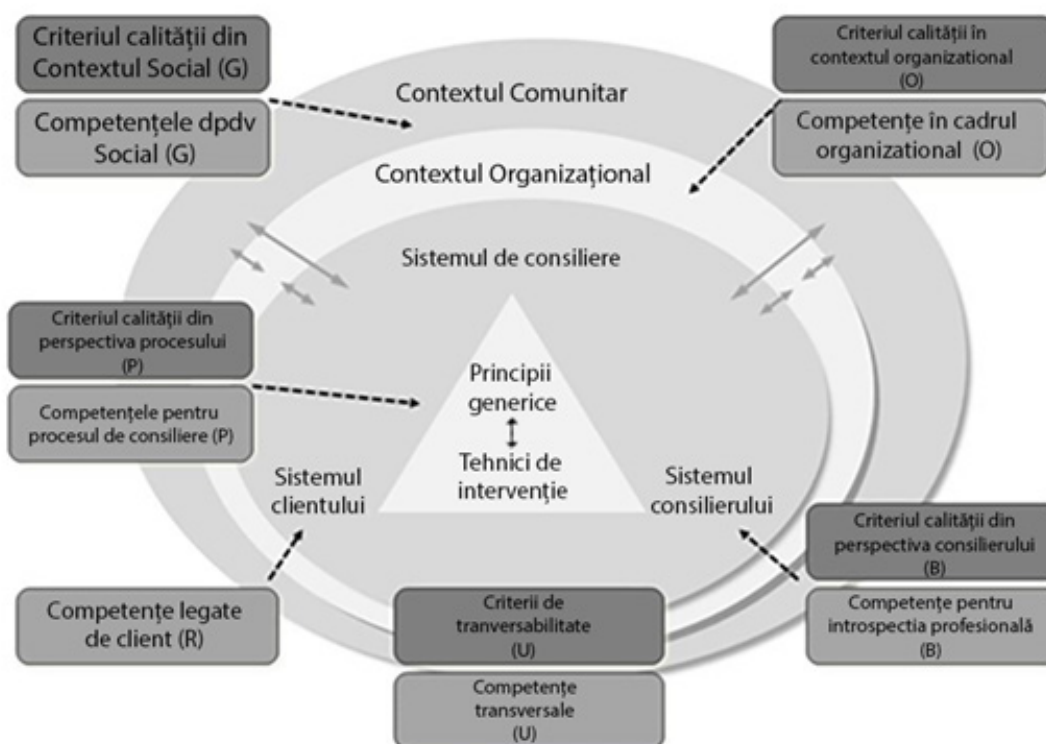 Criteriul calității din
Contextul Social (G)
Competențele dpdv
Social (G)
Criteriul calității în
contextul organizational
(O)
Competențe în cadrul
organizational (O)
Contextul Comunitar
Contextul Organizațional
Sistemul de consiliere
Criteriul calității din
perspectiva procesului
(P)
Competențele pentru
procesul de consiliere (P)
Principii
generice
Tehnici de
intervenție
Sistemul
clientului
Sistemul
consilierului
Criteriul calității din
perspectiva consilierului
(B)
Competențe pentru
introspectia profesională
(B)
Competențe legate
de client (R)
Criterii de
tranversabilitate
(U)
Competențe
transversale
(U)